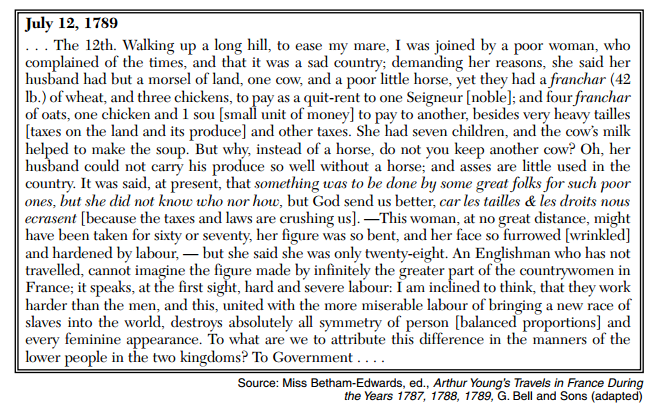 July 12, 1789
. . . The 12th. Walking up a long hill, to ease my mare, I was joined by a poor woman, who
complained of the times, and that it was a sad country; demanding her reasons, she said her
husband had but a morsel of land, one cow, and a poor little horse, yet they had a franchar (42
lb.) of wheat, and three chickens, to pay as a quit-rent to one Seigneur [noble]; and four franchar
of oats, one chicken and 1 sou [small unit of money] to pay to another, besides very heavy tailles
[taxes on the land and its produce] and other taxes. She had seven children, and the cow's milk
helped to make the soup. But why, instead of a horse, do not you keep another cow? Oh, her
husband could not carry his produce so well without a horse; and asses are little used in the
country. It was said, at present, that something was to be done by some great folks for such poor
ones, but she did not know who nor how, but God send us better, car les tailles & les droits nous
ecrasent [because the taxes and laws are crushing us]. —This woman, at no great distance, might
have been taken for sixty or seventy, her figure was so bent, and her face so furrowed [wrinkled]
and hardened by labour, — but she said she was only twenty-eight. An Englishman who has not
travelled, cannot imagine the figure made by infinitely the greater part of the countrywomen in
France; it speaks, at the first sight, hard and severe labour: I am inclined to think, that they work
harder than the men, and this, united with the more miserable labour of bringing a new race of
slaves into the world, destroys absolutely all symmetry of person [balanced proportions] and
every feminine appearance. To what are we to attribute this difference in the manners of the
lower people in the two kingdoms? To Government . . . .
Source: Miss Betham-Edwards, ed., Arthur Young's Travels in France During
the Years 1787, 1788, 1789, G. Bell and Sons (adapted)